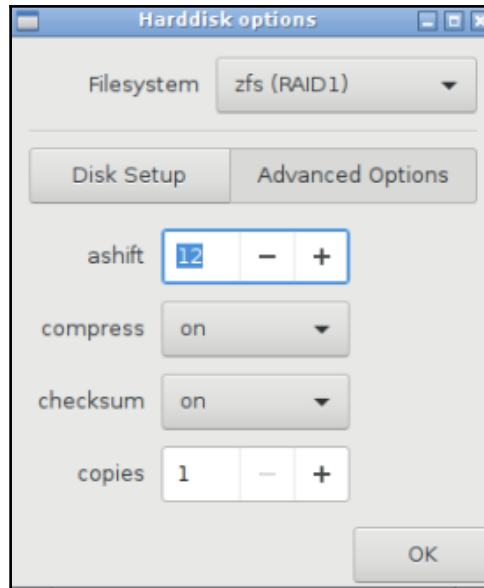 Harddisk options
Filesystem zfs (RAID1)
Disk Setup Advanced Options
ashift 12 − +
compress on
checksum on
copies 1 − +
OK